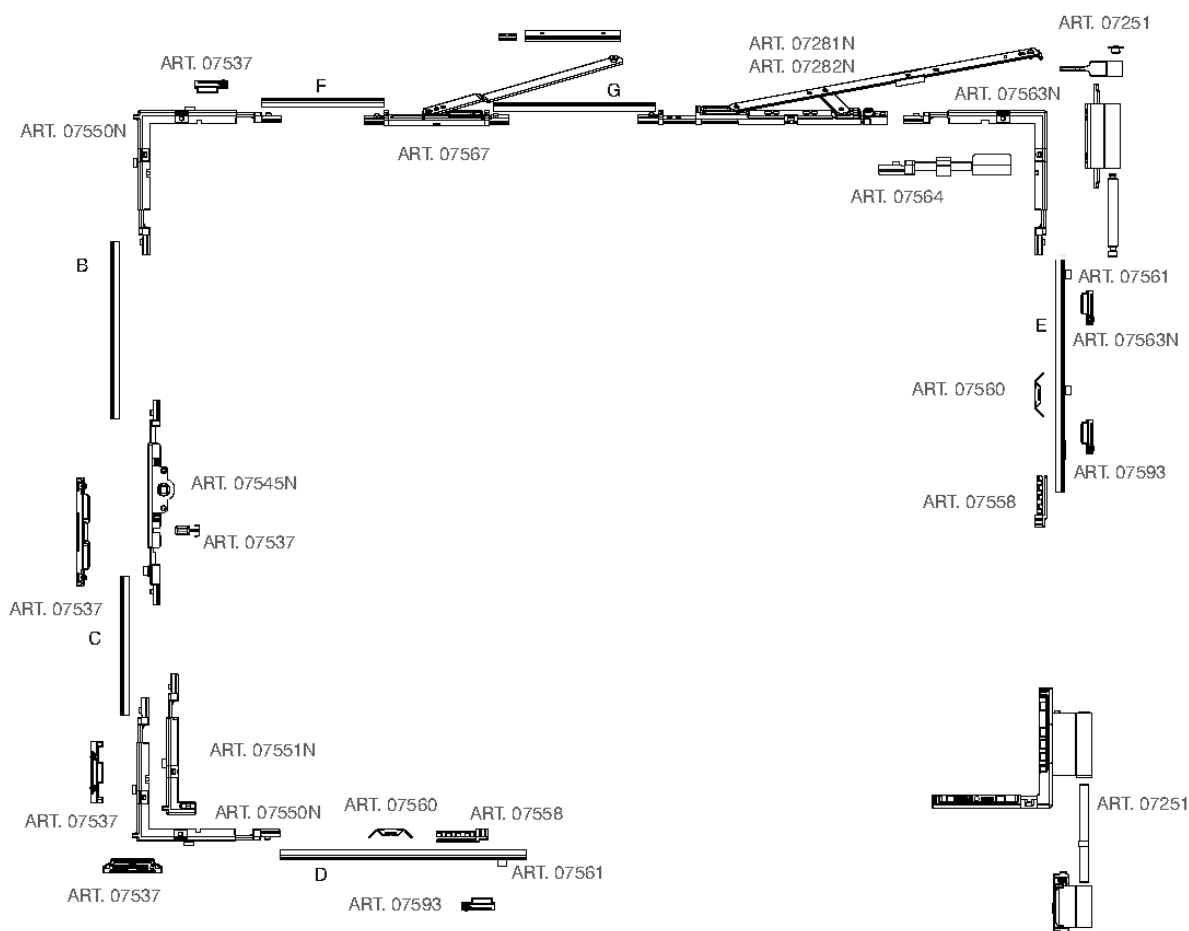 ART. 07251
ART. 07281N
ART. 07282N
ART. 07537
F
G
ART. 07563N
ART. 07550N
ART. 07567
ART. 07564
B
ART. 07561
E
ART. 07563N
ART. 07560
ART. 07593
ART. 07545N
ART. 07558
ART. 07537
ART. 07537
C
ART. 07551N
ART. 07251
ART. 07550N
ART. 07560
ART. 07558
ART. 07537
ART. 07561
D
ART. 07537
ART. 07593